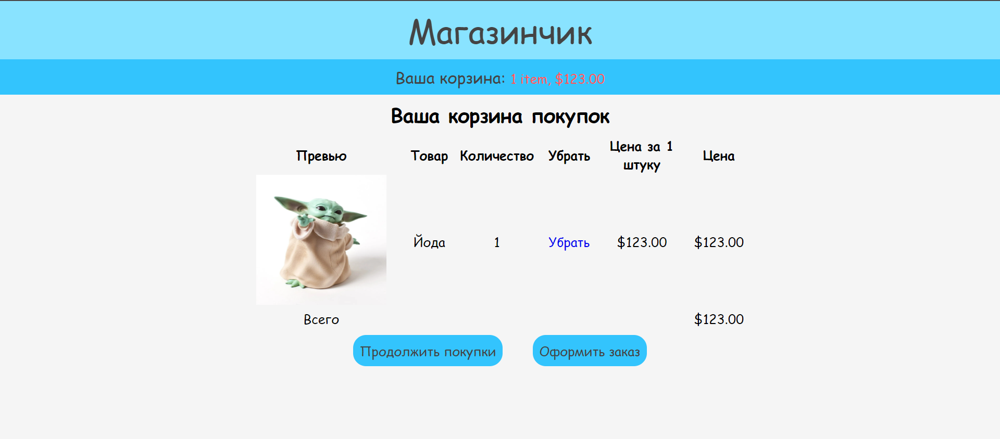 Магазинчик
Ваша корзина: 1 item, $123.00
Ваша корзина покупок
Превью Товар Количество Убрать Цена за 1 штуку Цена
Йода 1 Убрать $123.00 $123.00
Всего $123.00
Продолжить покупки Оформить заказ